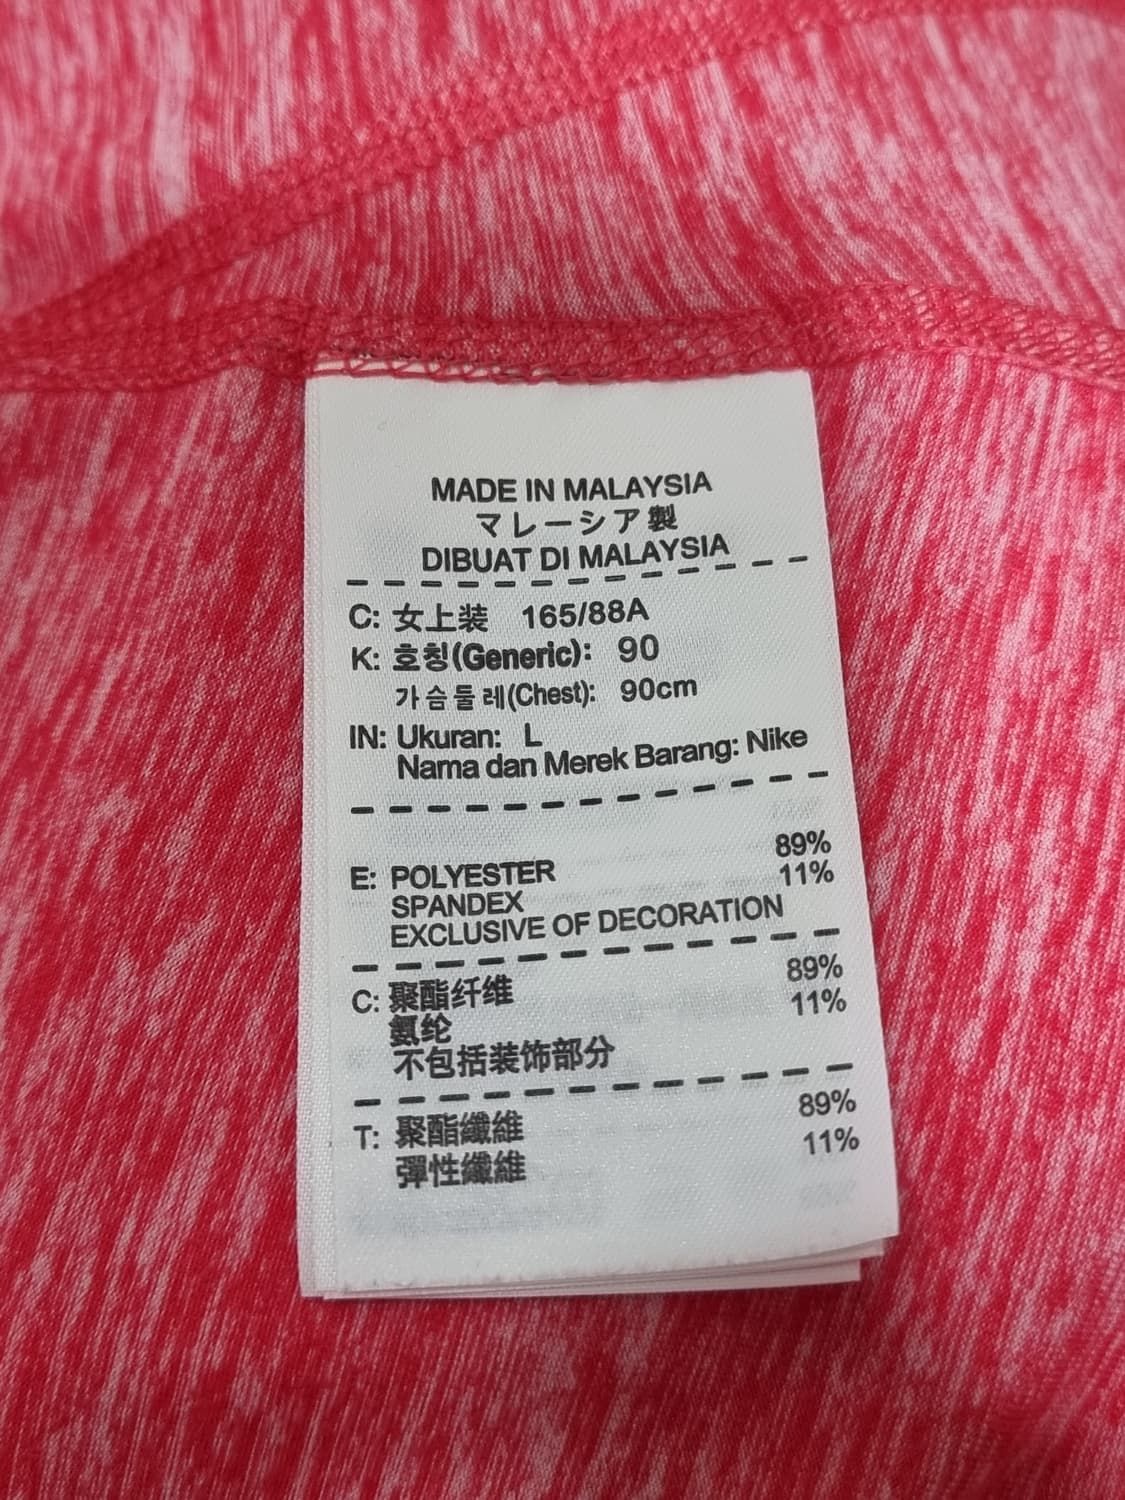 MADE IN MALAYSIA
マレーシア製
DIBUAT DI MALAYSIA
C: 女上装 165/88A
K: 호칭(Generic): 90
가슴둘레(Chest): 90cm
IN: Ukuran: L
Nama dan Merek Barang: Nike
E: POLYESTER 89%
SPANDEX 11%
EXCLUSIVE OF DECORATION
C: 聚酯纤维 89%
氨纶 11%
不包括装饰部分
T: 聚酯纖維 89%
彈性纖維 11%